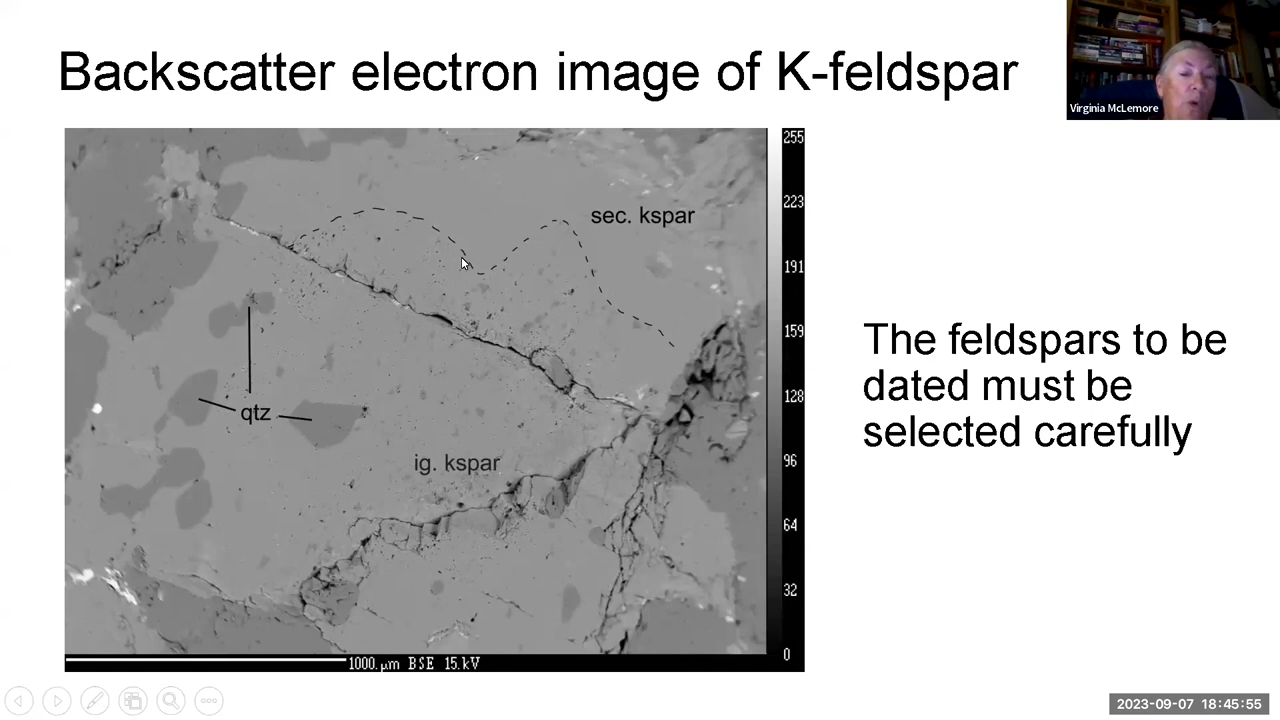 Backscatter electron image of K-feldspar
Virginia McLemore
255
223
sec. kspar
191
159
128
qtz
96
ig. kspar
64
32
0
1000.µm BSE 15.kV
The feldspars to be
dated must be
selected carefully
2023-09-07 18:45:55